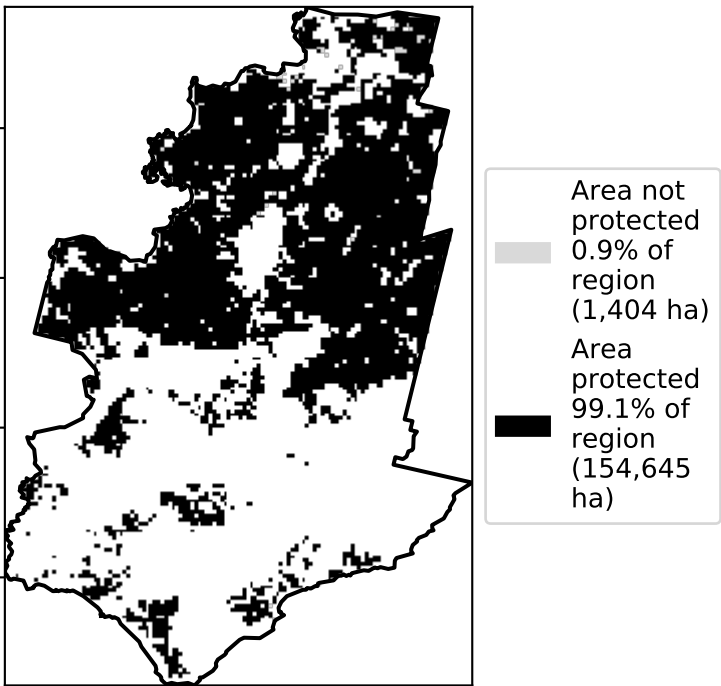 Area not
protected
0.9% of
region
(1,404 ha)
Area
protected
99.1% of
region
(154,645
ha)